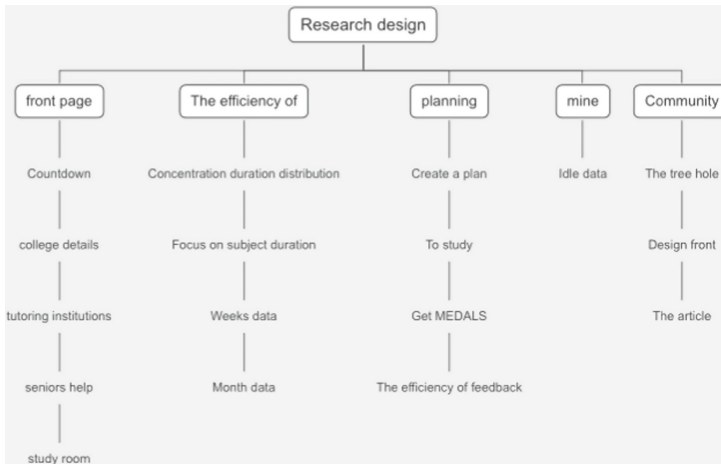 Research design
front page
The efficiency of
planning
mine
Community
Countdown
Concentration duration distribution
Create a plan
Idle data
The tree hole
college details
Focus on subject duration
To study
Design front
tutoring institutions
Weeks data
Get MEDALS
The article
seniors help
Month data
The efficiency of feedback
study room